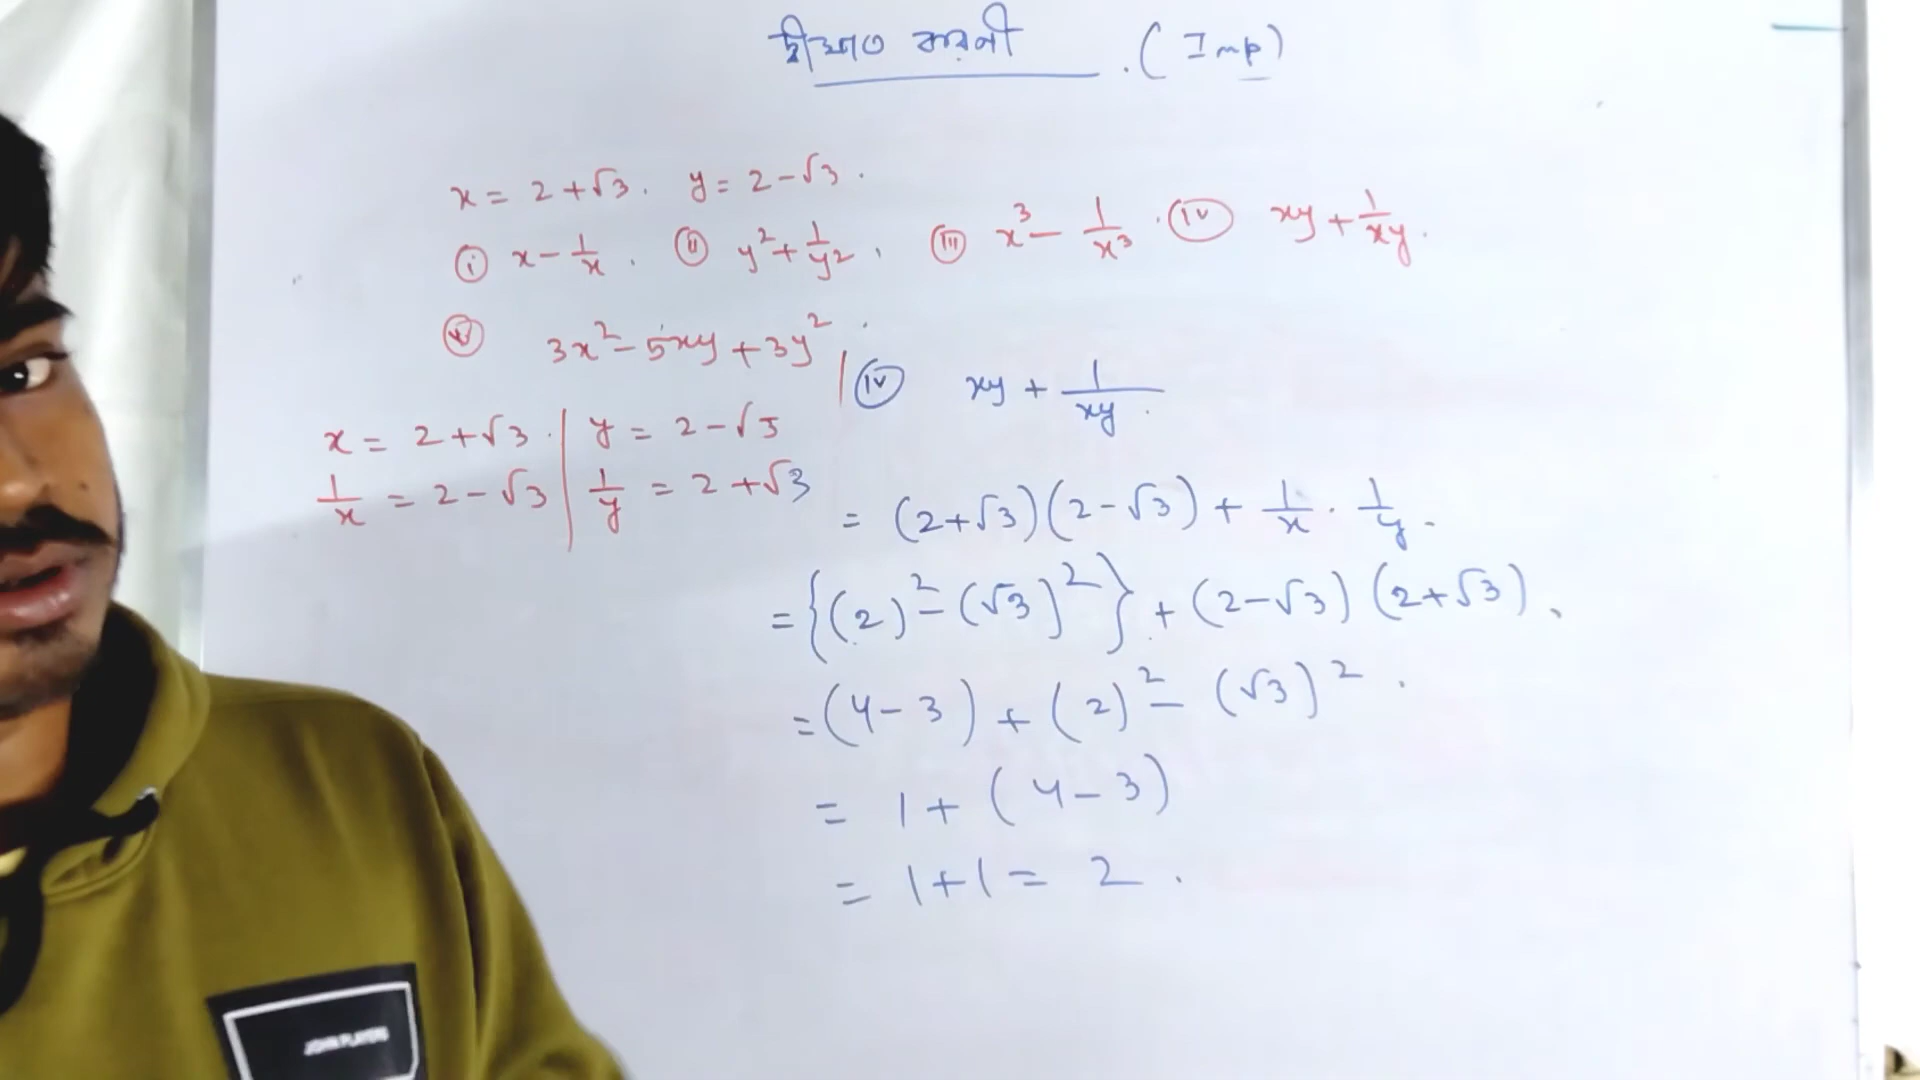 দ্বিঘাত করণী . (Imp)
x = 2 + √3 . y = 2 - √3 .
(i) x - 1/x . (ii) y² + 1/y² , (iii) x³ - 1/x³ . (iv) xy + 1/xy .
(v) 3x² - 5xy + 3y² .
x = 2 + √3 . | y = 2 - √3
1/x = 2 - √3 | 1/y = 2 + √3
(iv) xy + 1/xy .
= (2+√3)(2-√3) + 1/x . 1/y .
= {(2)² - (√3)²} + (2-√3) (2+√3) .
= (4-3) + (2)² - (√3)² .
= 1 + (4-3)
= 1+1 = 2 .
JOHN PLAYERS